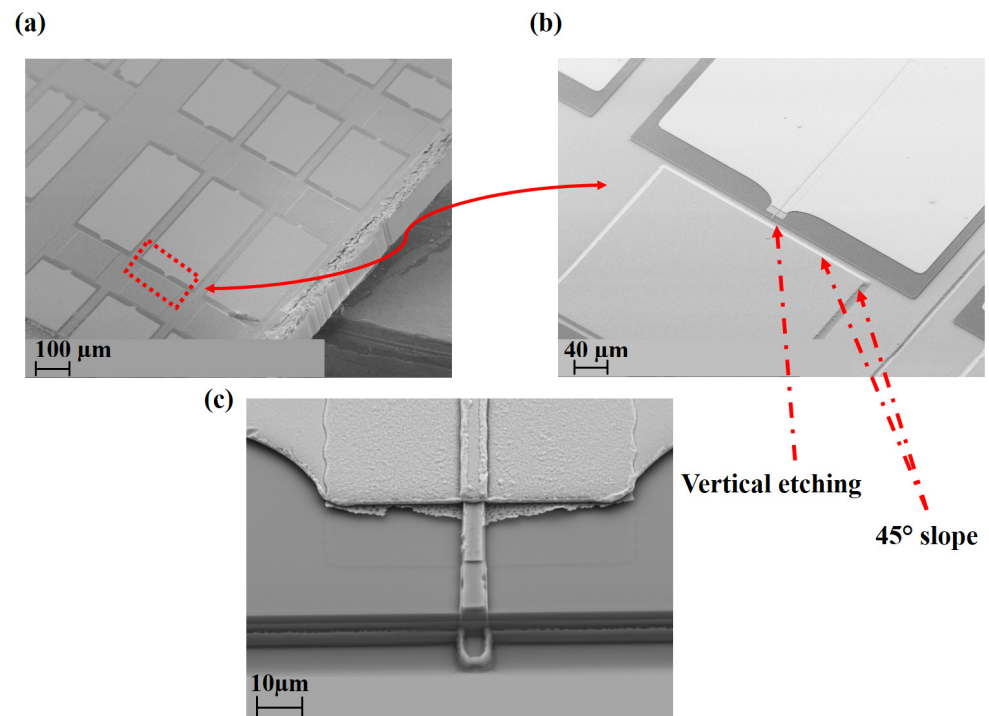 (a)
(b)
100 μm
40 μm
(c)
Vertical etching
45° slope
10μm